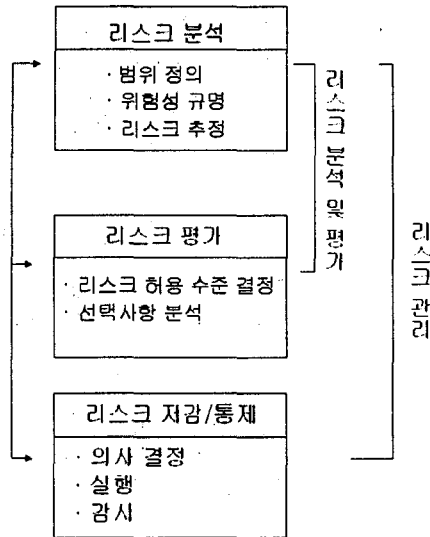 리스크 분석
· 범위 정의
· 위험성 규명
· 리스크 추정
리스크 평가
· 리스크 허용 수준 결정
· 선택사항 분석
리스크 저감/통제
· 의사 결정
· 실행
· 감시
리스크 분석 및 평가
리스크 관리